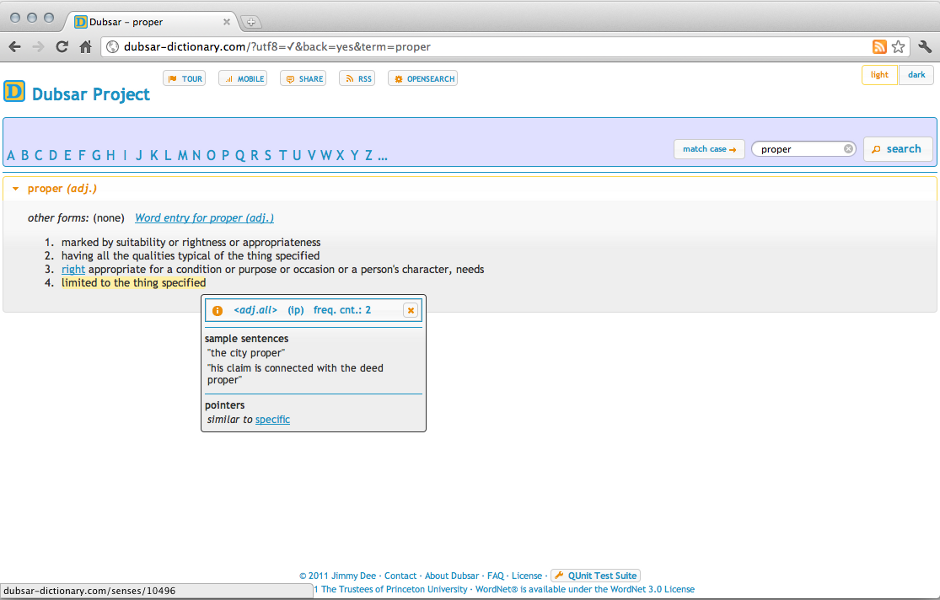 Dubsar – proper
dubsar-dictionary.com/?utf8=✓&back=yes&term=proper
TOUR MOBILE SHARE RSS OPENSEARCH light dark
D Dubsar Project
A B C D E F G H I J K L M N O P Q R S T U V W X Y Z ... match case → proper search
proper (adj.)
other forms: (none) Word entry for proper (adj.)
1. marked by suitability or rightness or appropriateness
2. having all the qualities typical of the thing specified
3. right appropriate for a condition or purpose or occasion or a person's character, needs
4. limited to the thing specified
<adj.all> (ip) freq. cnt.: 2
sample sentences
"the city proper"
"his claim is connected with the deed
proper"
pointers
similar to specific
© 2011 Jimmy Dee · Contact · About Dubsar · FAQ · License · QUnit Test Suite
1 The Trustees of Princeton University · WordNet® is available under the WordNet 3.0 License
dubsar-dictionary.com/senses/10496